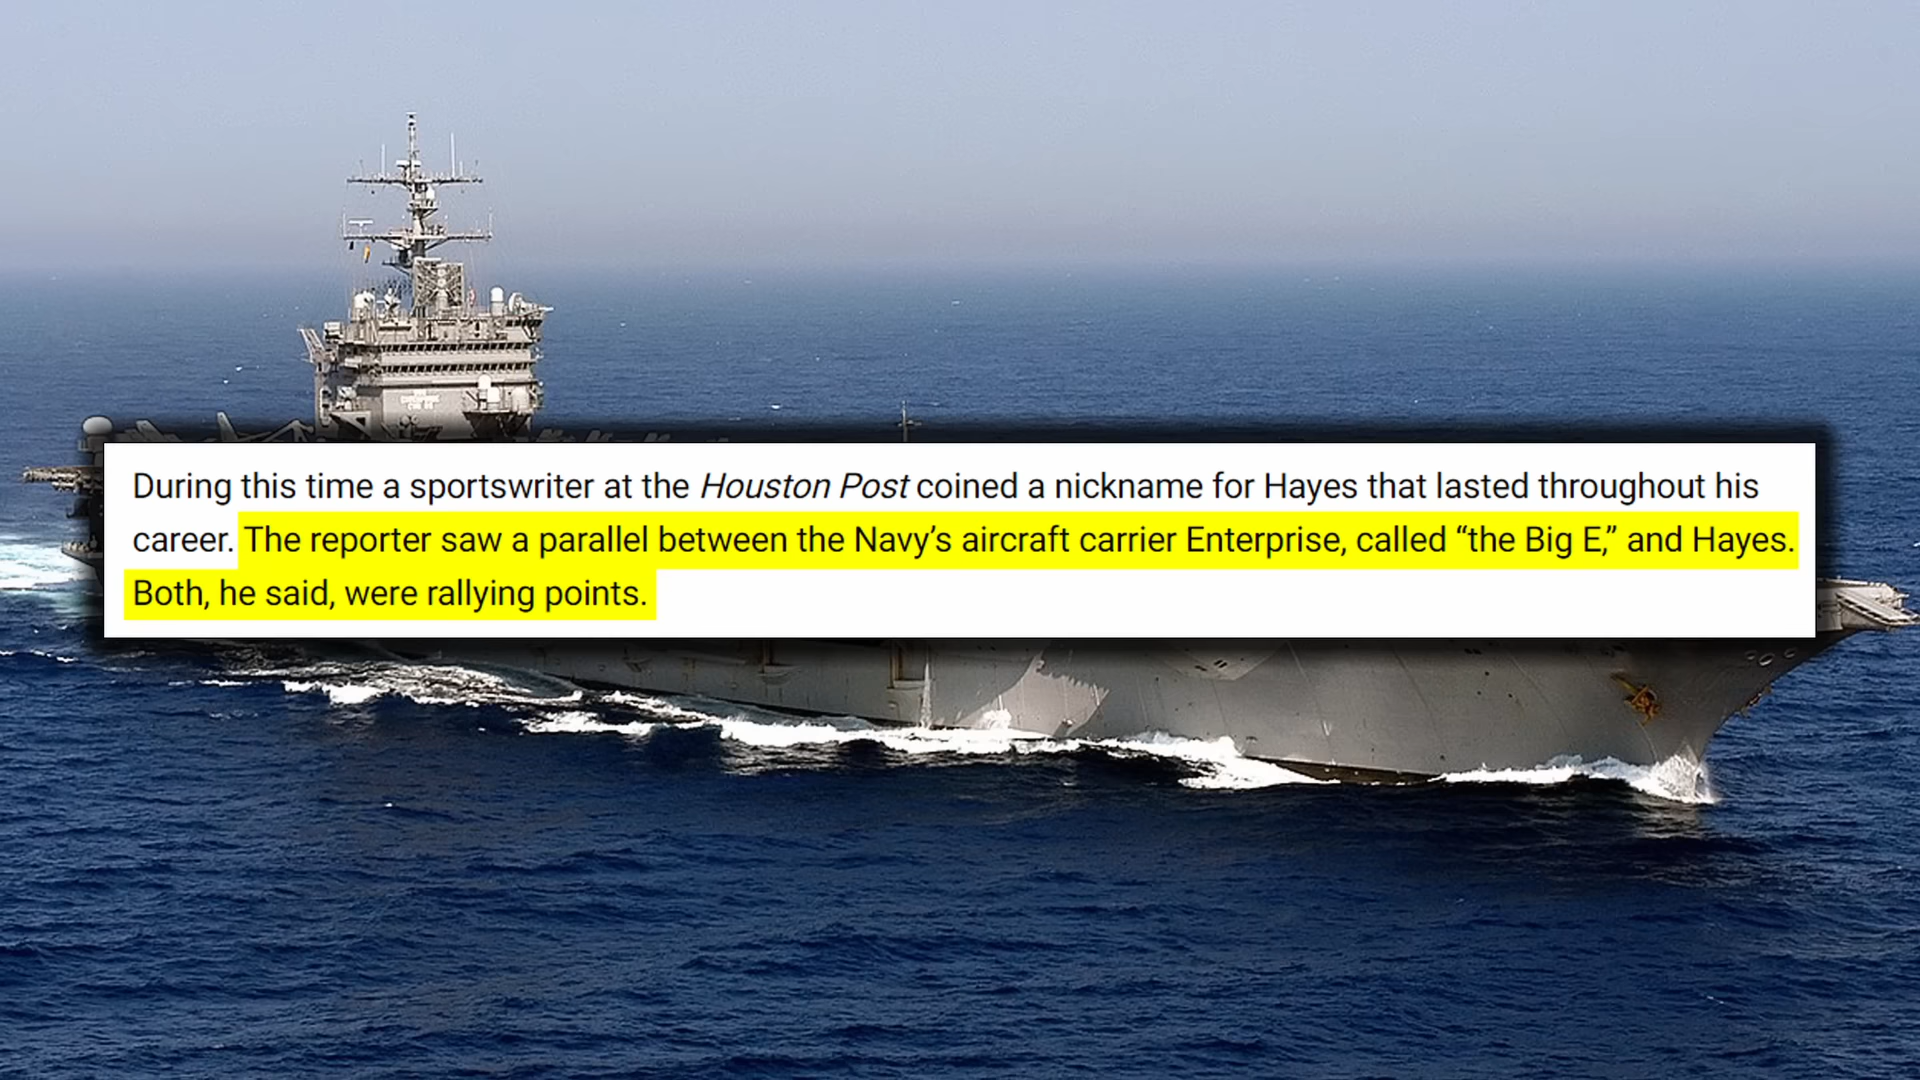 During this time a sportswriter at the Houston Post coined a nickname for Hayes that lasted throughout his
career. The reporter saw a parallel between the Navy’s aircraft carrier Enterprise, called “the Big E,” and Hayes.
Both, he said, were rallying points.